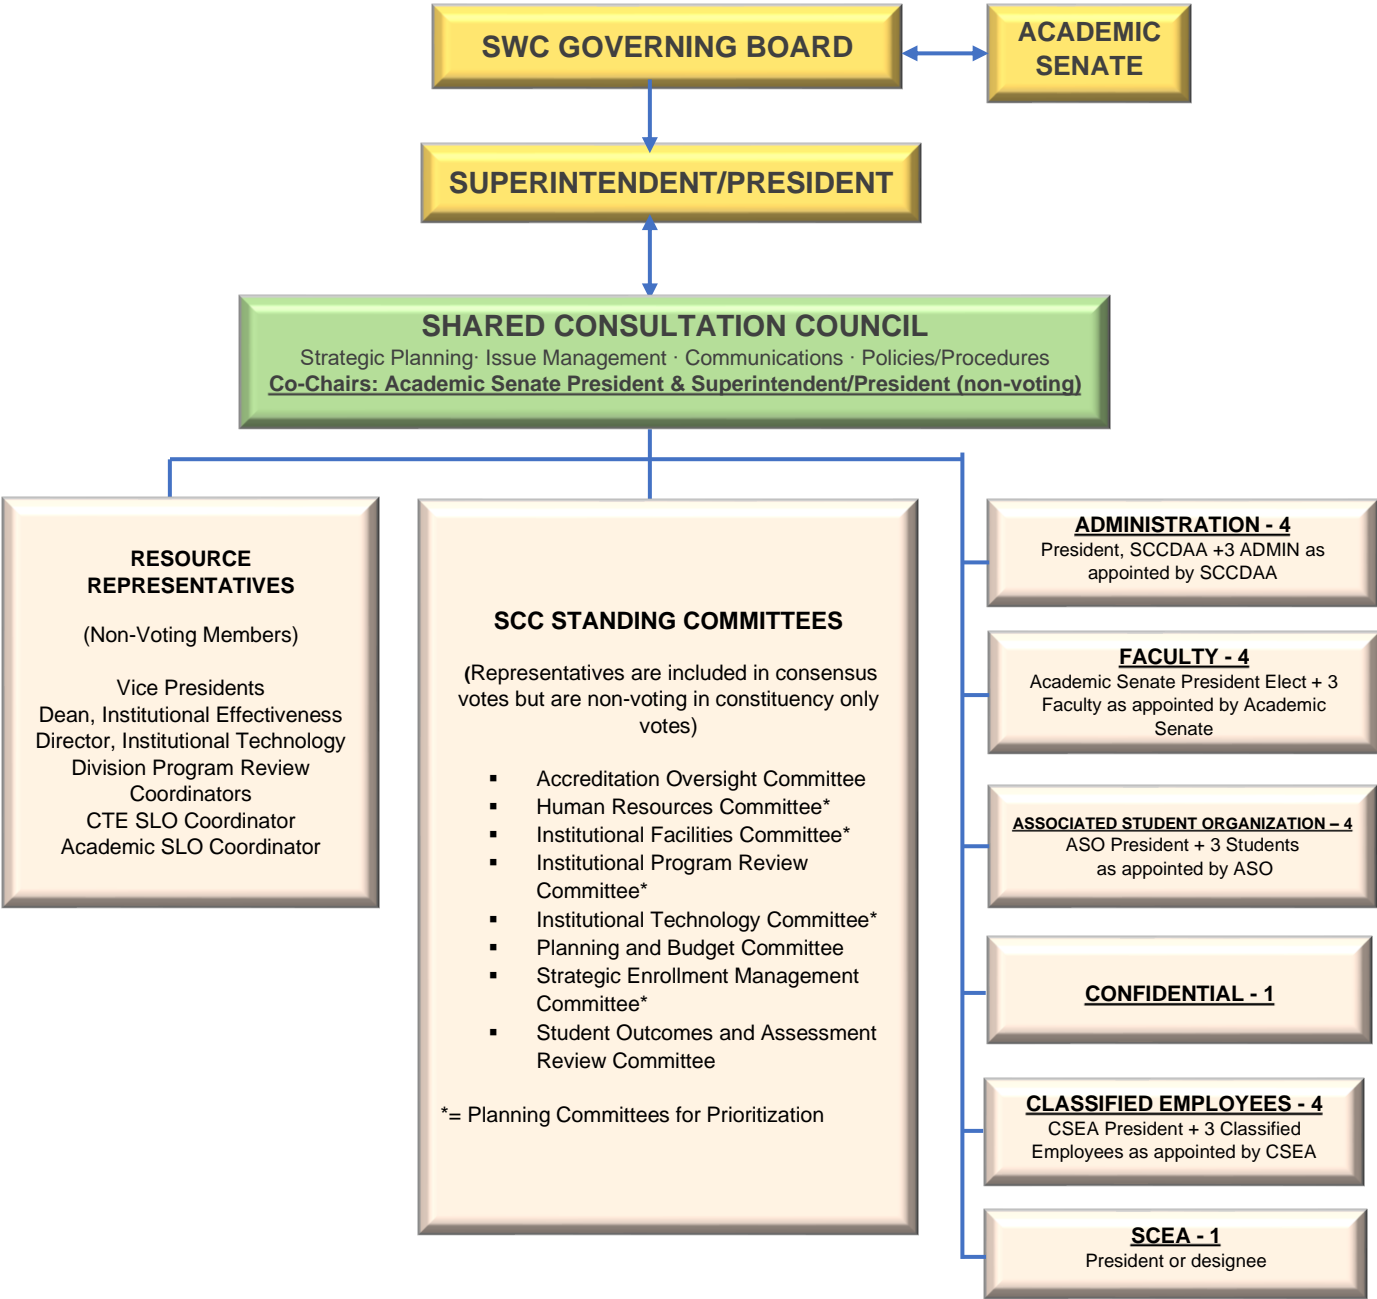 SWC GOVERNING BOARD
ACADEMIC
SENATE
SUPERINTENDENT/PRESIDENT
SHARED CONSULTATION COUNCIL
Strategic Planning· Issue Management · Communications · Policies/Procedures
Co-Chairs: Academic Senate President & Superintendent/President (non-voting)
RESOURCE
REPRESENTATIVES
(Non-Voting Members)
Vice Presidents
Dean, Institutional Effectiveness
Director, Institutional Technology
Division Program Review
Coordinators
CTE SLO Coordinator
Academic SLO Coordinator
SCC STANDING COMMITTEES
(Representatives are included in consensus
votes but are non-voting in constituency only
votes)
▪ Accreditation Oversight Committee
▪ Human Resources Committee*
▪ Institutional Facilities Committee*
▪ Institutional Program Review
Committee*
▪ Institutional Technology Committee*
▪ Planning and Budget Committee
▪ Strategic Enrollment Management
Committee*
▪ Student Outcomes and Assessment
Review Committee
*= Planning Committees for Prioritization
ADMINISTRATION - 4
President, SCCDAA +3 ADMIN as
appointed by SCCDAA
FACULTY - 4
Academic Senate President Elect + 3
Faculty as appointed by Academic
Senate
ASSOCIATED STUDENT ORGANIZATION – 4
ASO President + 3 Students
as appointed by ASO
CONFIDENTIAL - 1
CLASSIFIED EMPLOYEES - 4
CSEA President + 3 Classified
Employees as appointed by CSEA
SCEA - 1
President or designee